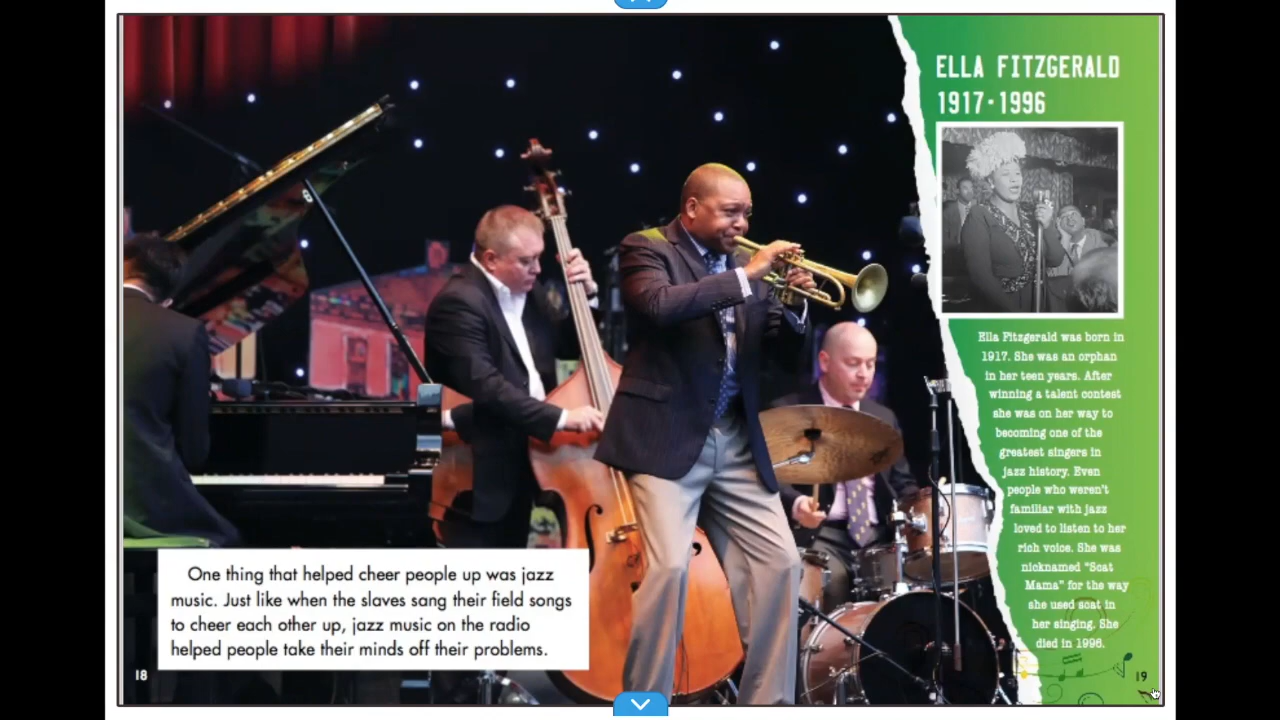 One thing that helped cheer people up was jazz
music. Just like when the slaves sang their field songs
to cheer each other up, jazz music on the radio
helped people take their minds off their problems.
18
ELLA FITZGERALD
1917-1996
Ella Fitzgerald was born in
1917. She was an orphan
in her teen years. After
winning a talent contest
she was on her way to
becoming one of the
greatest singers in
jazz history. Even
people who weren't
familiar with jazz
loved to listen to her
rich voice. She was
nicknamed "Scat
Mama" for the way
she used scat in
her singing. She
died in 1996.
19